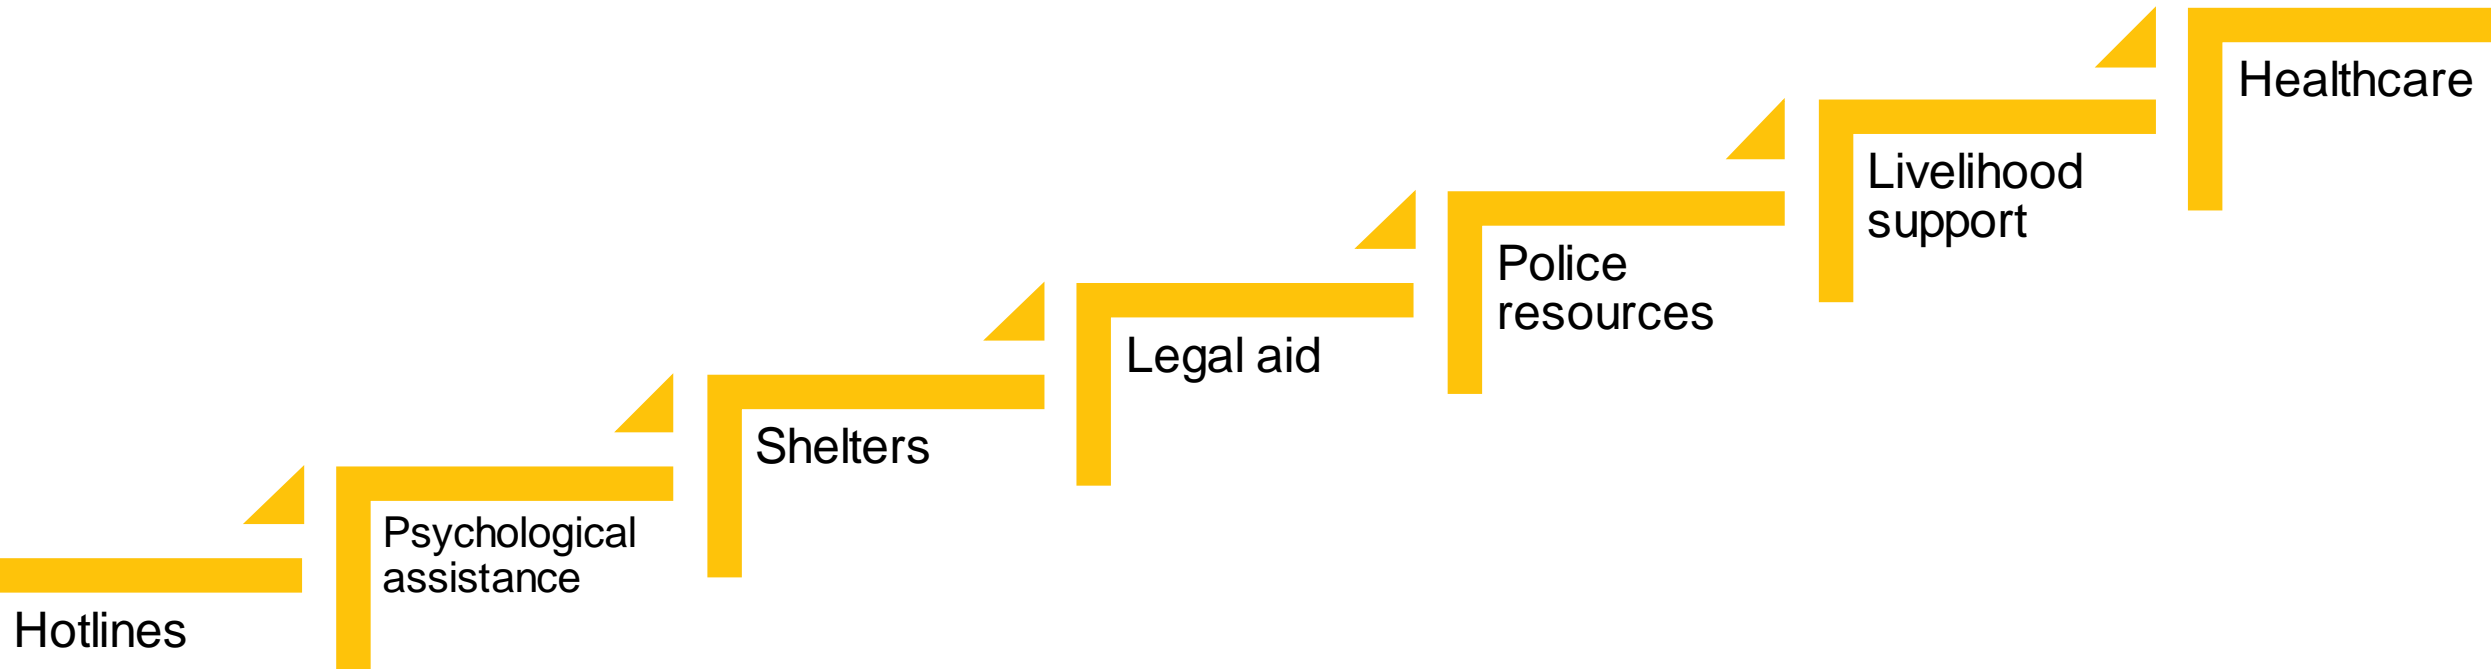 Hotlines
Psychological
assistance
Shelters
Legal aid
Police
resources
Livelihood
support
Healthcare